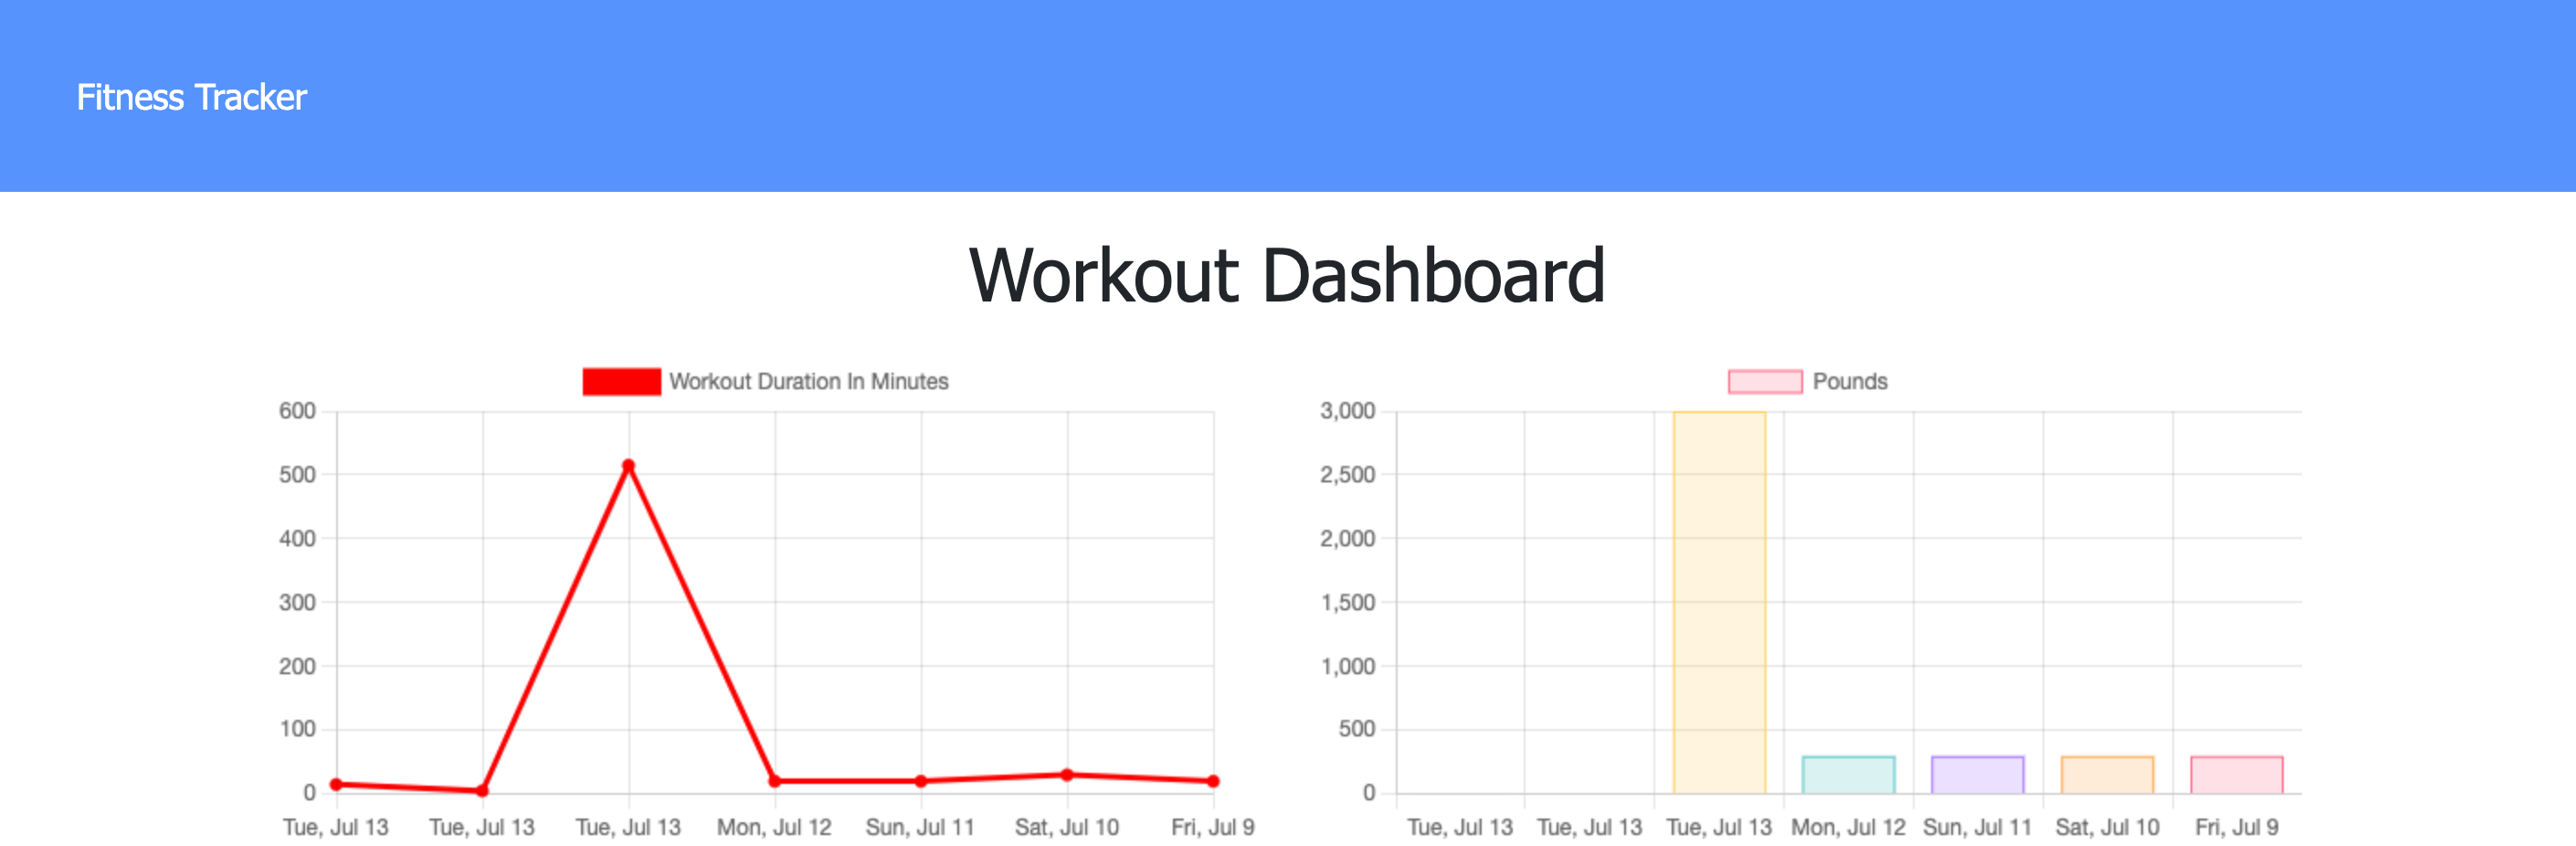 Fitness Tracker
Workout Dashboard
Workout Duration In Minutes
600
500
400
300
200
100
0
Tue, Jul 13 Tue, Jul 13 Tue, Jul 13 Mon, Jul 12 Sun, Jul 11 Sat, Jul 10 Fri, Jul 9
Pounds
3,000
2,500
2,000
1,500
1,000
500
0
Tue, Jul 13 Tue, Jul 13 Tue, Jul 13 Mon, Jul 12 Sun, Jul 11 Sat, Jul 10 Fri, Jul 9